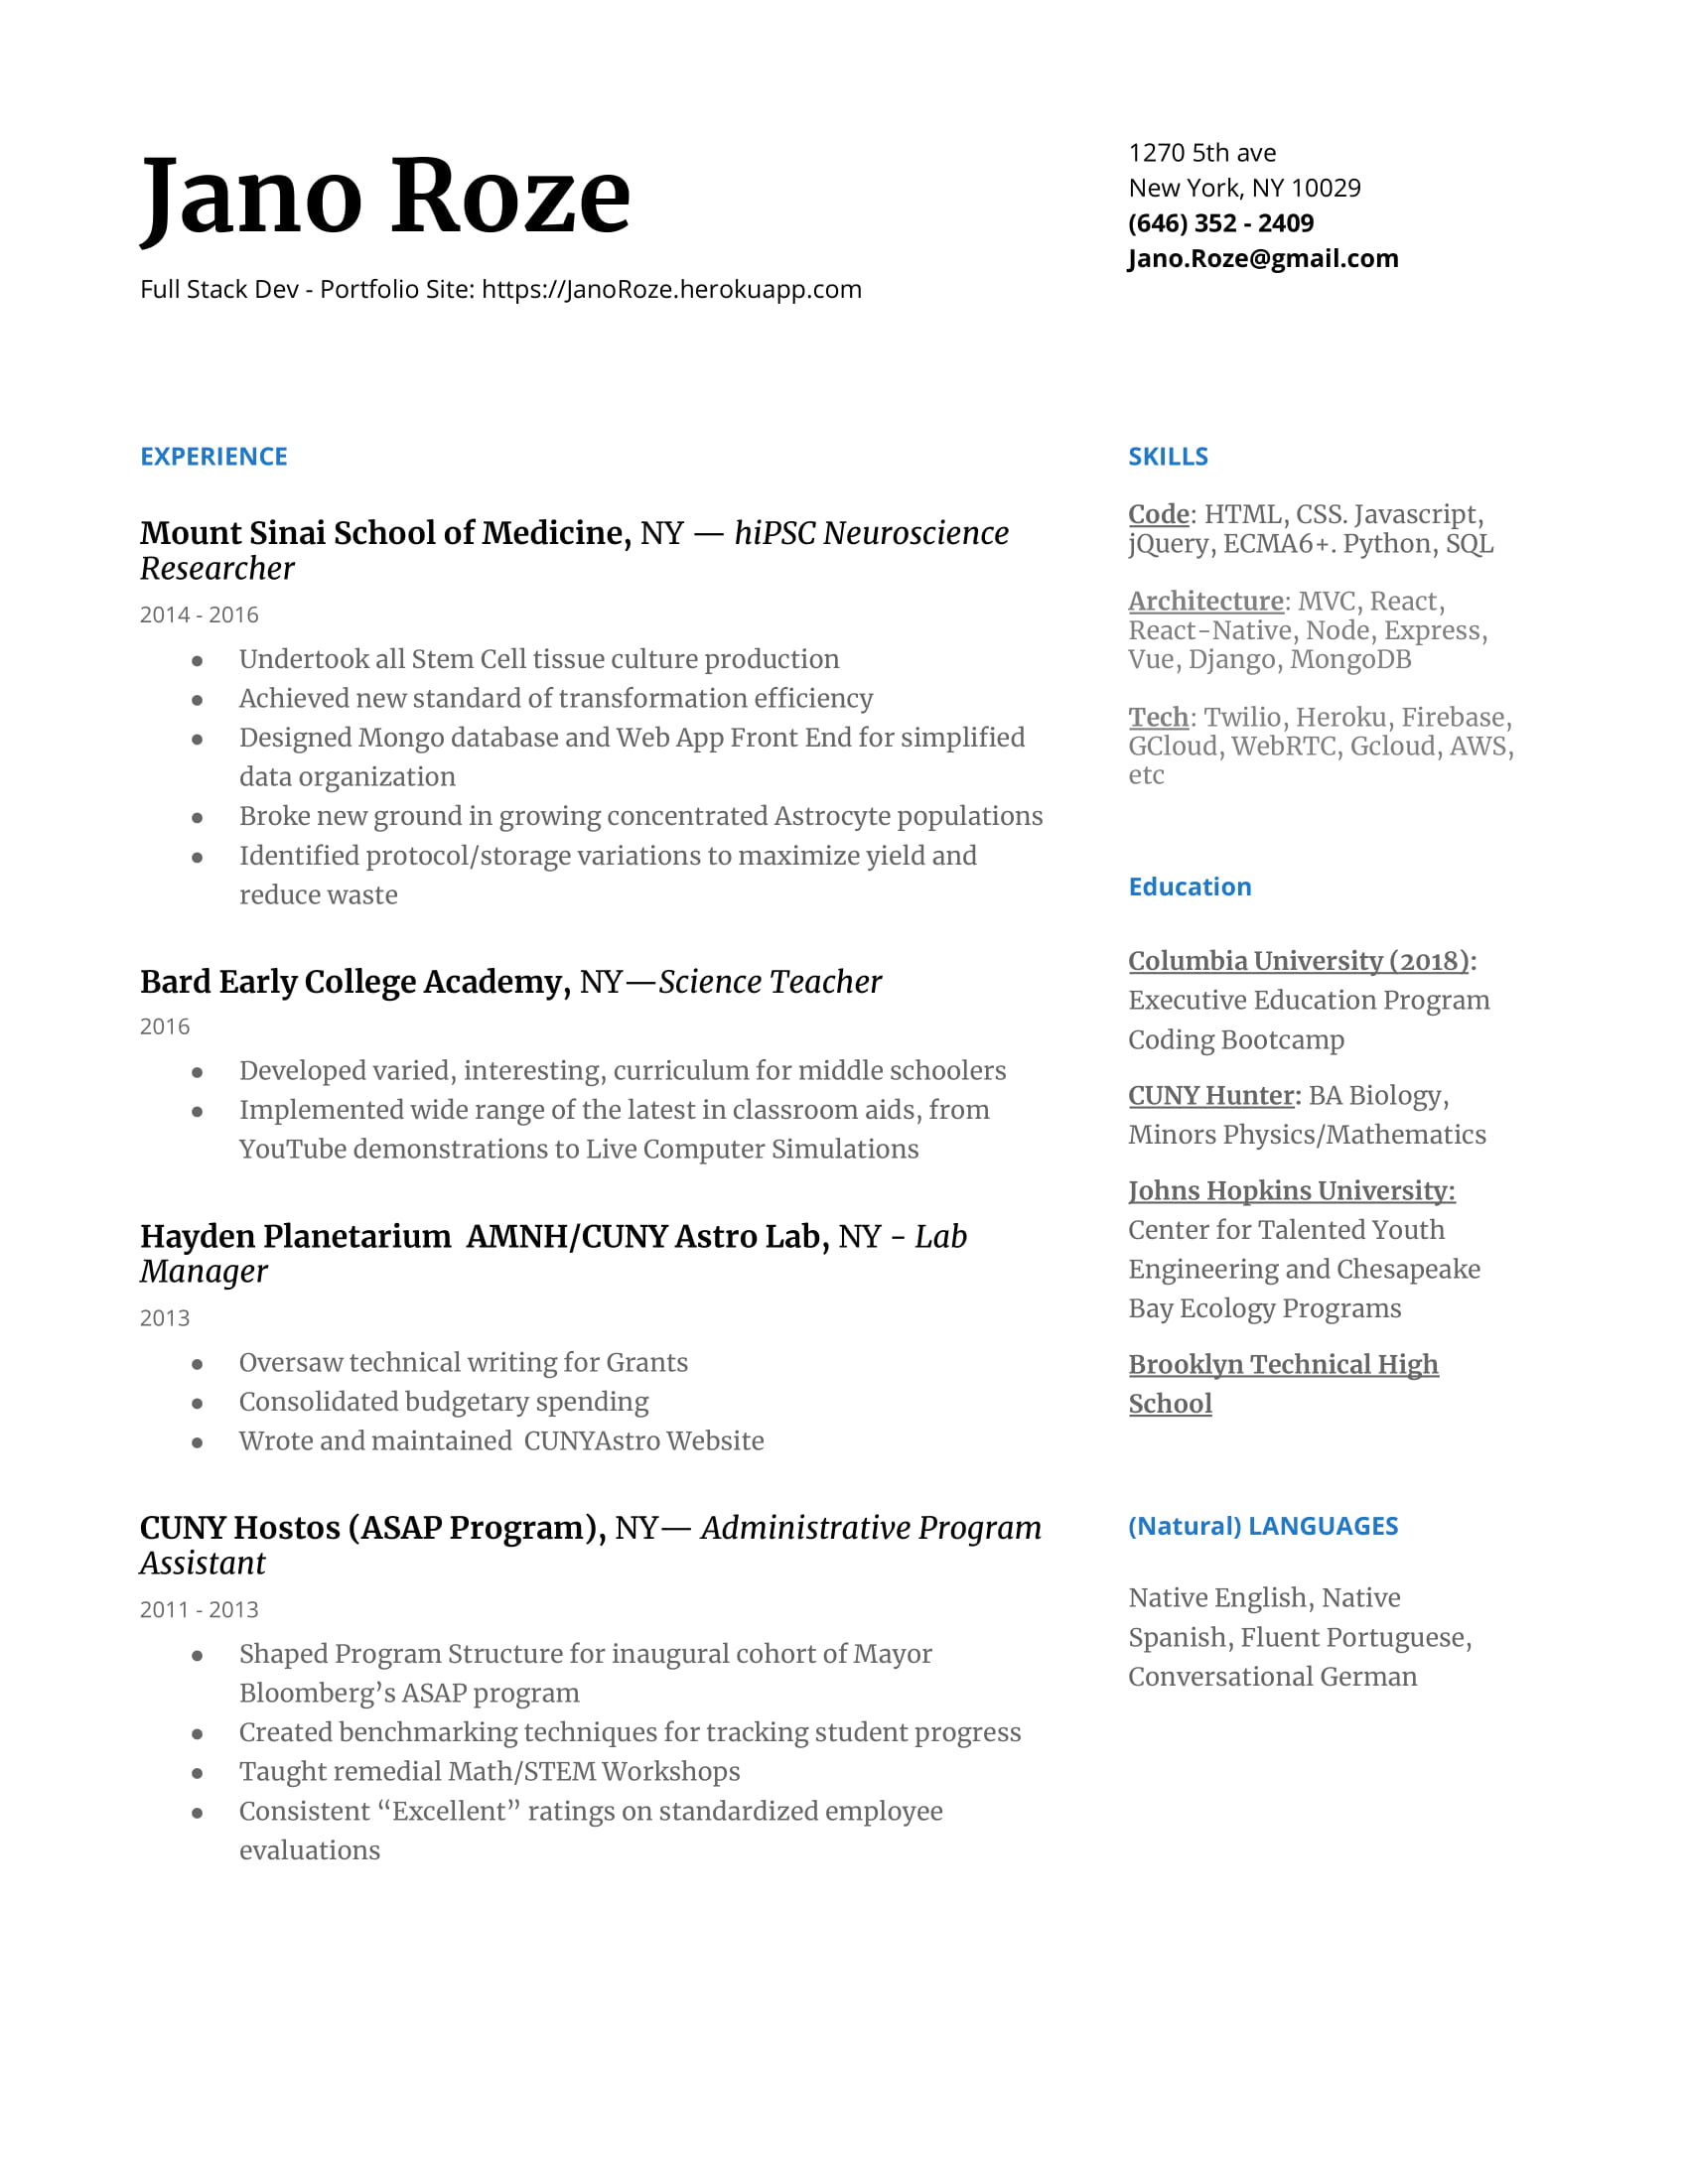 Jano Roze
Full Stack Dev - Portfolio Site: https://JanoRoze.herokuapp.com
1270 5th ave
New York, NY 10029
(646) 352 - 2409
Jano.Roze@gmail.com
EXPERIENCE
Mount Sinai School of Medicine, NY — hiPSC Neuroscience
Researcher
2014 - 2016
● Undertook all Stem Cell tissue culture production
● Achieved new standard of transformation efficiency
● Designed Mongo database and Web App Front End for simplified
data organization
● Broke new ground in growing concentrated Astrocyte populations
● Identified protocol/storage variations to maximize yield and
reduce waste
Bard Early College Academy, NY—Science Teacher
2016
● Developed varied, interesting, curriculum for middle schoolers
● Implemented wide range of the latest in classroom aids, from
YouTube demonstrations to Live Computer Simulations
Hayden Planetarium  AMNH/CUNY Astro Lab, NY - Lab
Manager
2013
● Oversaw technical writing for Grants
● Consolidated budgetary spending
● Wrote and maintained  CUNYAstro Website
CUNY Hostos (ASAP Program), NY— Administrative Program
Assistant
2011 - 2013
● Shaped Program Structure for inaugural cohort of Mayor
Bloomberg’s ASAP program
● Created benchmarking techniques for tracking student progress
● Taught remedial Math/STEM Workshops
● Consistent “Excellent” ratings on standardized employee
evaluations
SKILLS
Code: HTML, CSS. Javascript,
jQuery, ECMA6+. Python, SQL
Architecture: MVC, React,
React-Native, Node, Express,
Vue, Django, MongoDB
Tech: Twilio, Heroku, Firebase,
GCloud, WebRTC, Gcloud, AWS,
etc
Education
Columbia University (2018):
Executive Education Program
Coding Bootcamp
CUNY Hunter: BA Biology,
Minors Physics/Mathematics
Johns Hopkins University:
Center for Talented Youth
Engineering and Chesapeake
Bay Ecology Programs
Brooklyn Technical High
School
(Natural) LANGUAGES
Native English, Native
Spanish, Fluent Portuguese,
Conversational German